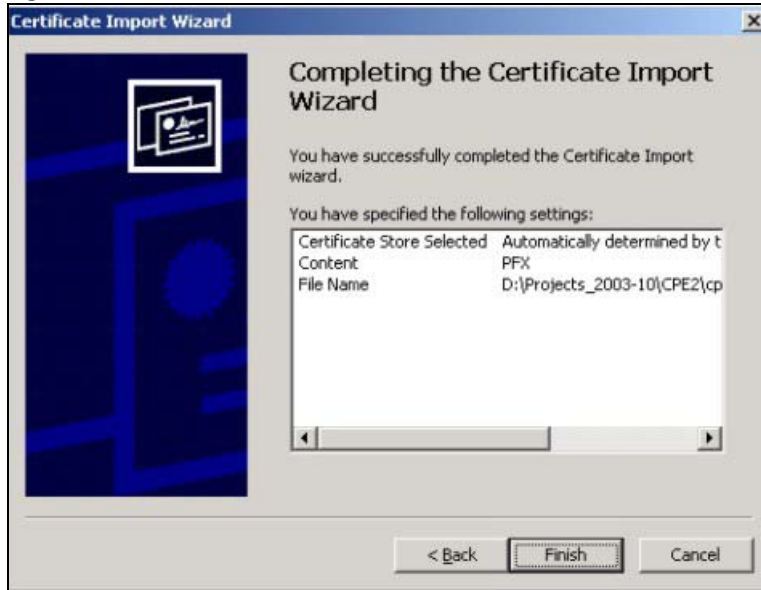 Certificate Import Wizard
Completing the Certificate Import
Wizard
You have successfully completed the Certificate Import
wizard.
You have specified the following settings:
Certificate Store Selected Automatically determined by t
Content PFX
File Name D:\Projects_2003-10\CPE2\cp
< Back Finish Cancel